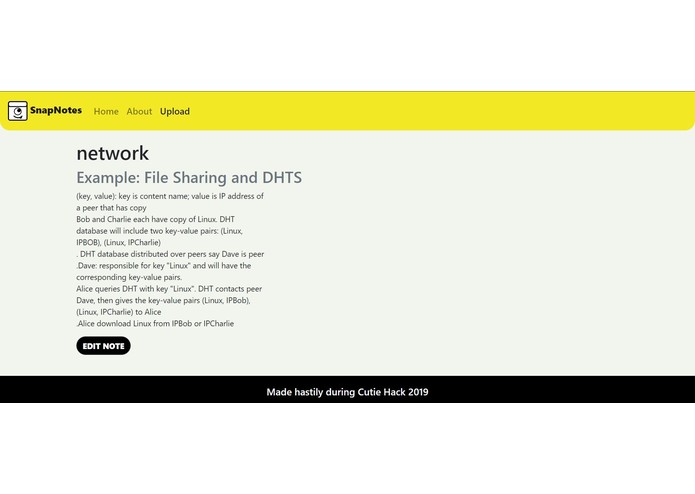 SnapNotes Home About Upload
network
Example: File Sharing and DHTS
(key, value): key is content name; value is IP address of
a peer that has copy
Bob and Charlie each have copy of Linux. DHT
database will include two key-value pairs: (Linux,
IPBOB), (Linux, IPCharlie)
. DHT database distributed over peers say Dave is peer
.Dave: responsible for key "Linux" and will have the
corresponding key-value pairs.
Alice queries DHT with key "Linux". DHT contacts peer
Dave, then gives the key-value pairs (Linux, IPBob),
(Linux, IPCharlie) to Alice
.Alice download Linux from IPBob or IPCharlie
EDIT NOTE
Made hastily during Cutie Hack 2019